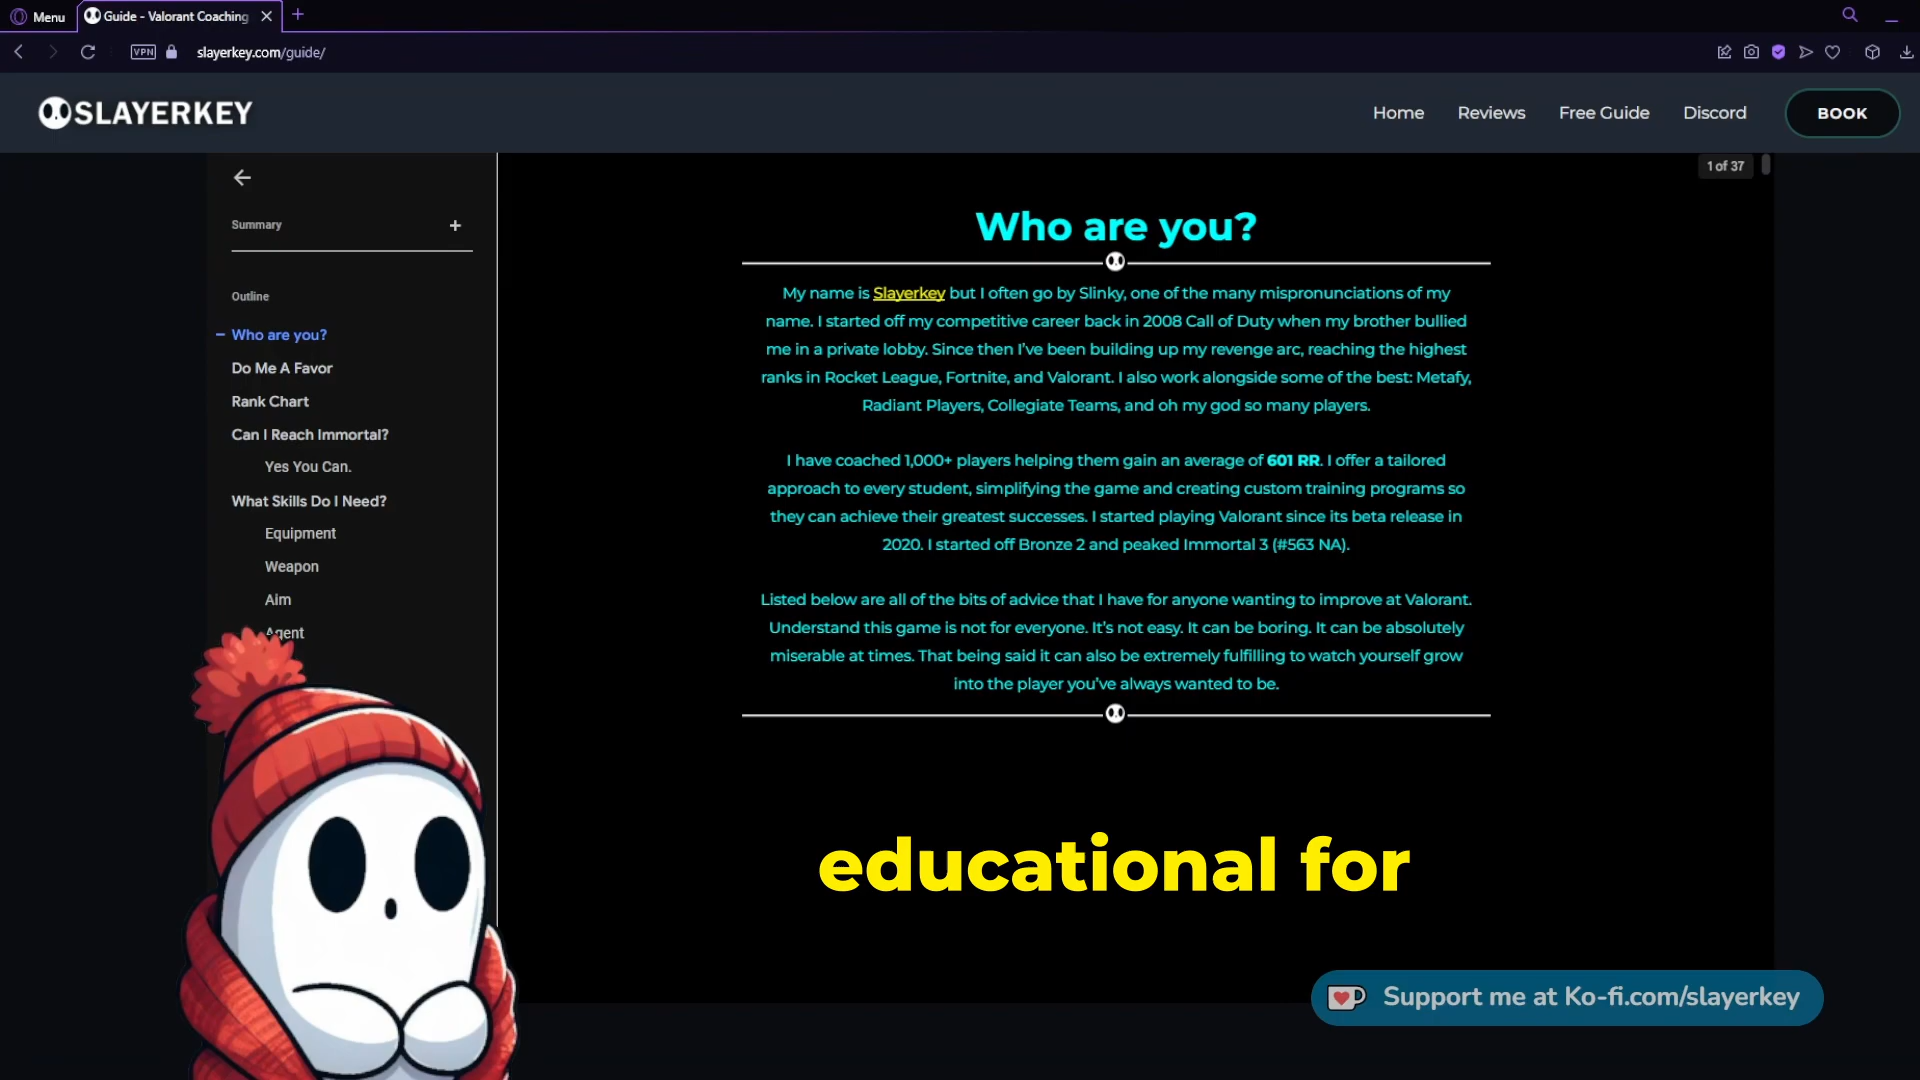 Menu
Guide - Valorant Coaching
VPN
slayerkey.com/guide/
SLAYERKEY
Home
Reviews
Free Guide
Discord
BOOK
1 of 37
Summary
Outline
Who are you?
Do Me A Favor
Rank Chart
Can I Reach Immortal?
Yes You Can.
What Skills Do I Need?
Equipment
Weapon
Aim
Agent
Who are you?
My name is Slayerkey but I often go by Slinky, one of the many mispronunciations of my
name. I started off my competitive career back in 2008 Call of Duty when my brother bullied
me in a private lobby. Since then I've been building up my revenge arc, reaching the highest
ranks in Rocket League, Fortnite, and Valorant. I also work alongside some of the best: Metafy,
Radiant Players, Collegiate Teams, and oh my god so many players.
I have coached 1,000+ players helping them gain an average of 601 RR. I offer a tailored
approach to every student, simplifying the game and creating custom training programs so
they can achieve their greatest successes. I started playing Valorant since its beta release in
2020. I started off Bronze 2 and peaked Immortal 3 (#563 NA).
Listed below are all of the bits of advice that I have for anyone wanting to improve at Valorant.
Understand this game is not for everyone. It's not easy. It can be boring. It can be absolutely
miserable at times. That being said it can also be extremely fulfilling to watch yourself grow
into the player you've always wanted to be.
educational for
Support me at Ko-fi.com/slayerkey